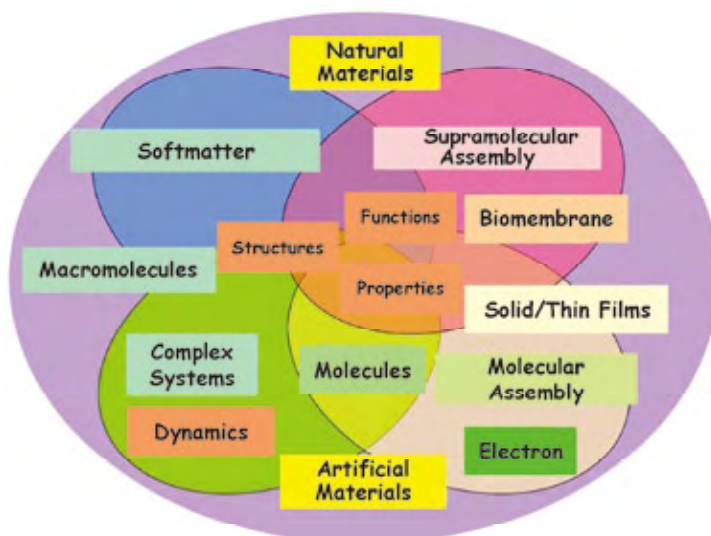 Natural
Materials
Softmatter
Supramolecular
Assembly
Functions
Biomembrane
Structures
Macromolecules
Properties
Solid/Thin Films
Complex
Systems
Molecules
Molecular
Assembly
Dynamics
Electron
Artificial
Materials